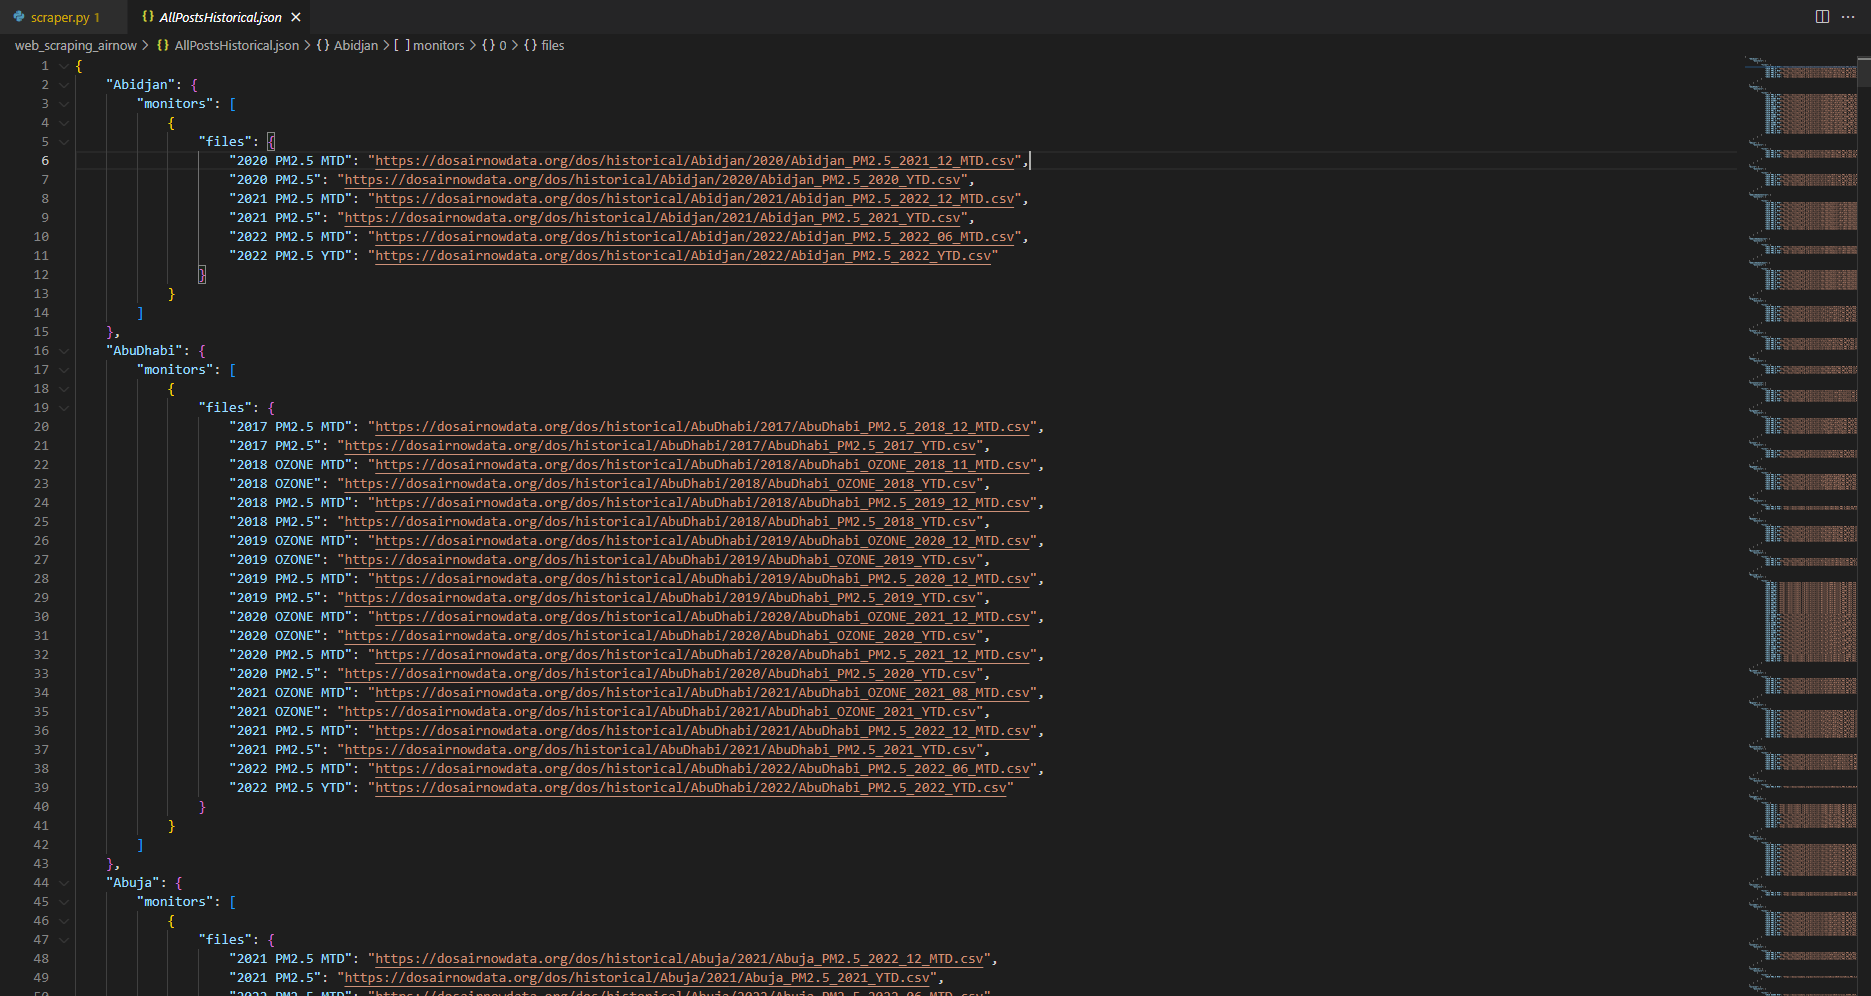 scraper.py 1
{} AllPostsHistorical.json ×
web_scraping_airnow > {} AllPostsHistorical.json > {} Abidjan > [ ] monitors > {} 0 > {} files
1 {
2 "Abidjan": {
3 "monitors": [
4 {
5 "files": {
6 "2020 PM2.5 MTD": "https://dosairnowdata.org/dos/historical/Abidjan/2020/Abidjan_PM2.5_2021_12_MTD.csv",
7 "2020 PM2.5": "https://dosairnowdata.org/dos/historical/Abidjan/2020/Abidjan_PM2.5_2020_YTD.csv",
8 "2021 PM2.5 MTD": "https://dosairnowdata.org/dos/historical/Abidjan/2021/Abidjan_PM2.5_2022_12_MTD.csv",
9 "2021 PM2.5": "https://dosairnowdata.org/dos/historical/Abidjan/2021/Abidjan_PM2.5_2021_YTD.csv",
10 "2022 PM2.5 MTD": "https://dosairnowdata.org/dos/historical/Abidjan/2022/Abidjan_PM2.5_2022_06_MTD.csv",
11 "2022 PM2.5 YTD": "https://dosairnowdata.org/dos/historical/Abidjan/2022/Abidjan_PM2.5_2022_YTD.csv"
12 }
13 }
14 ]
15 },
16 "AbuDhabi": {
17 "monitors": [
18 {
19 "files": {
20 "2017 PM2.5 MTD": "https://dosairnowdata.org/dos/historical/AbuDhabi/2017/AbuDhabi_PM2.5_2018_12_MTD.csv",
21 "2017 PM2.5": "https://dosairnowdata.org/dos/historical/AbuDhabi/2017/AbuDhabi_PM2.5_2017_YTD.csv",
22 "2018 OZONE MTD": "https://dosairnowdata.org/dos/historical/AbuDhabi/2018/AbuDhabi_OZONE_2018_11_MTD.csv",
23 "2018 OZONE": "https://dosairnowdata.org/dos/historical/AbuDhabi/2018/AbuDhabi_OZONE_2018_YTD.csv",
24 "2018 PM2.5 MTD": "https://dosairnowdata.org/dos/historical/AbuDhabi/2018/AbuDhabi_PM2.5_2019_12_MTD.csv",
25 "2018 PM2.5": "https://dosairnowdata.org/dos/historical/AbuDhabi/2018/AbuDhabi_PM2.5_2018_YTD.csv",
26 "2019 OZONE MTD": "https://dosairnowdata.org/dos/historical/AbuDhabi/2019/AbuDhabi_OZONE_2020_12_MTD.csv",
27 "2019 OZONE": "https://dosairnowdata.org/dos/historical/AbuDhabi/2019/AbuDhabi_OZONE_2019_YTD.csv",
28 "2019 PM2.5 MTD": "https://dosairnowdata.org/dos/historical/AbuDhabi/2019/AbuDhabi_PM2.5_2020_12_MTD.csv",
29 "2019 PM2.5": "https://dosairnowdata.org/dos/historical/AbuDhabi/2019/AbuDhabi_PM2.5_2019_YTD.csv",
30 "2020 OZONE MTD": "https://dosairnowdata.org/dos/historical/AbuDhabi/2020/AbuDhabi_OZONE_2021_12_MTD.csv",
31 "2020 OZONE": "https://dosairnowdata.org/dos/historical/AbuDhabi/2020/AbuDhabi_OZONE_2020_YTD.csv",
32 "2020 PM2.5 MTD": "https://dosairnowdata.org/dos/historical/AbuDhabi/2020/AbuDhabi_PM2.5_2021_12_MTD.csv",
33 "2020 PM2.5": "https://dosairnowdata.org/dos/historical/AbuDhabi/2020/AbuDhabi_PM2.5_2020_YTD.csv",
34 "2021 OZONE MTD": "https://dosairnowdata.org/dos/historical/AbuDhabi/2021/AbuDhabi_OZONE_2021_08_MTD.csv",
35 "2021 OZONE": "https://dosairnowdata.org/dos/historical/AbuDhabi/2021/AbuDhabi_OZONE_2021_YTD.csv",
36 "2021 PM2.5 MTD": "https://dosairnowdata.org/dos/historical/AbuDhabi/2021/AbuDhabi_PM2.5_2022_12_MTD.csv",
37 "2021 PM2.5": "https://dosairnowdata.org/dos/historical/AbuDhabi/2021/AbuDhabi_PM2.5_2021_YTD.csv",
38 "2022 PM2.5 MTD": "https://dosairnowdata.org/dos/historical/AbuDhabi/2022/AbuDhabi_PM2.5_2022_06_MTD.csv",
39 "2022 PM2.5 YTD": "https://dosairnowdata.org/dos/historical/AbuDhabi/2022/AbuDhabi_PM2.5_2022_YTD.csv"
40 }
41 }
42 ]
43 },
44 "Abuja": {
45 "monitors": [
46 {
47 "files": {
48 "2021 PM2.5 MTD": "https://dosairnowdata.org/dos/historical/Abuja/2021/Abuja_PM2.5_2022_12_MTD.csv",
49 "2021 PM2.5": "https://dosairnowdata.org/dos/historical/Abuja/2021/Abuja_PM2.5_2021_YTD.csv",
50 "2022 PM2.5 MTD": "https://dosairnowdata.org/dos/historical/Abuja/2022/Abuja_PM2.5_2022_06_MTD.csv",